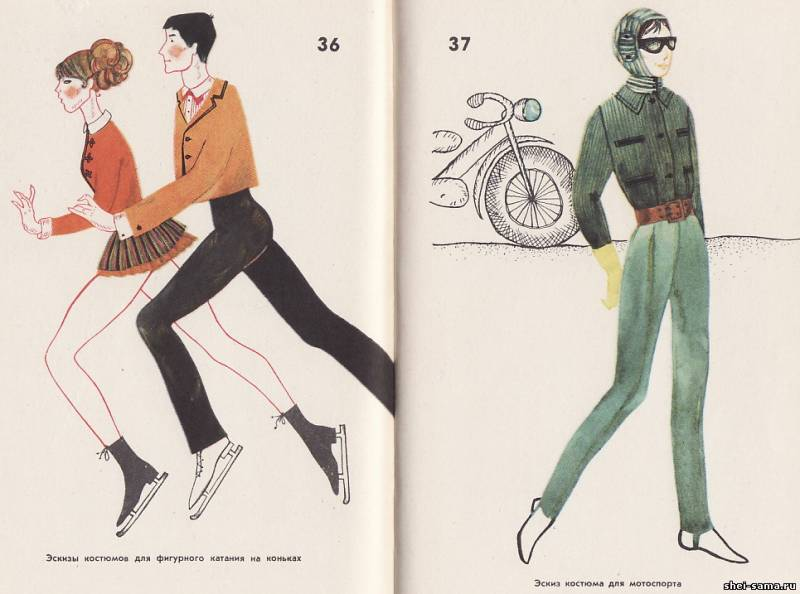 36
Эскизы костюмов для фигурного катания на коньках
37
Эскиз костюма для мотоспорта
shei-sama.ru